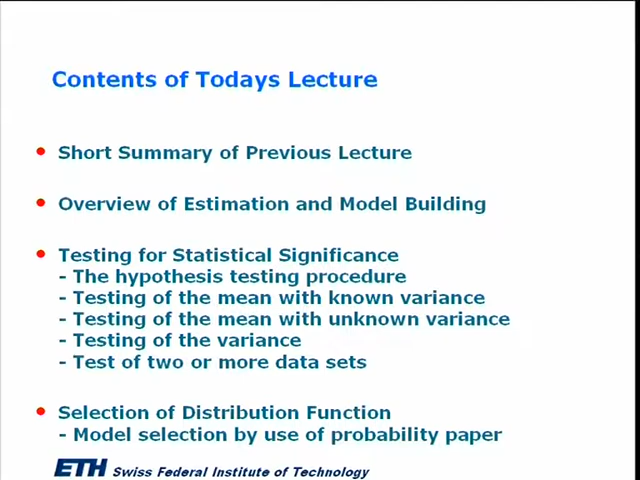 Contents of Todays Lecture
Short Summary of Previous Lecture
Overview of Estimation and Model Building
Testing for Statistical Significance
- The hypothesis testing procedure
- Testing of the mean with known variance
- Testing of the mean with unknown variance
- Testing of the variance
- Test of two or more data sets
Selection of Distribution Function
- Model selection by use of probability paper
ETH Swiss Federal Institute of Technology